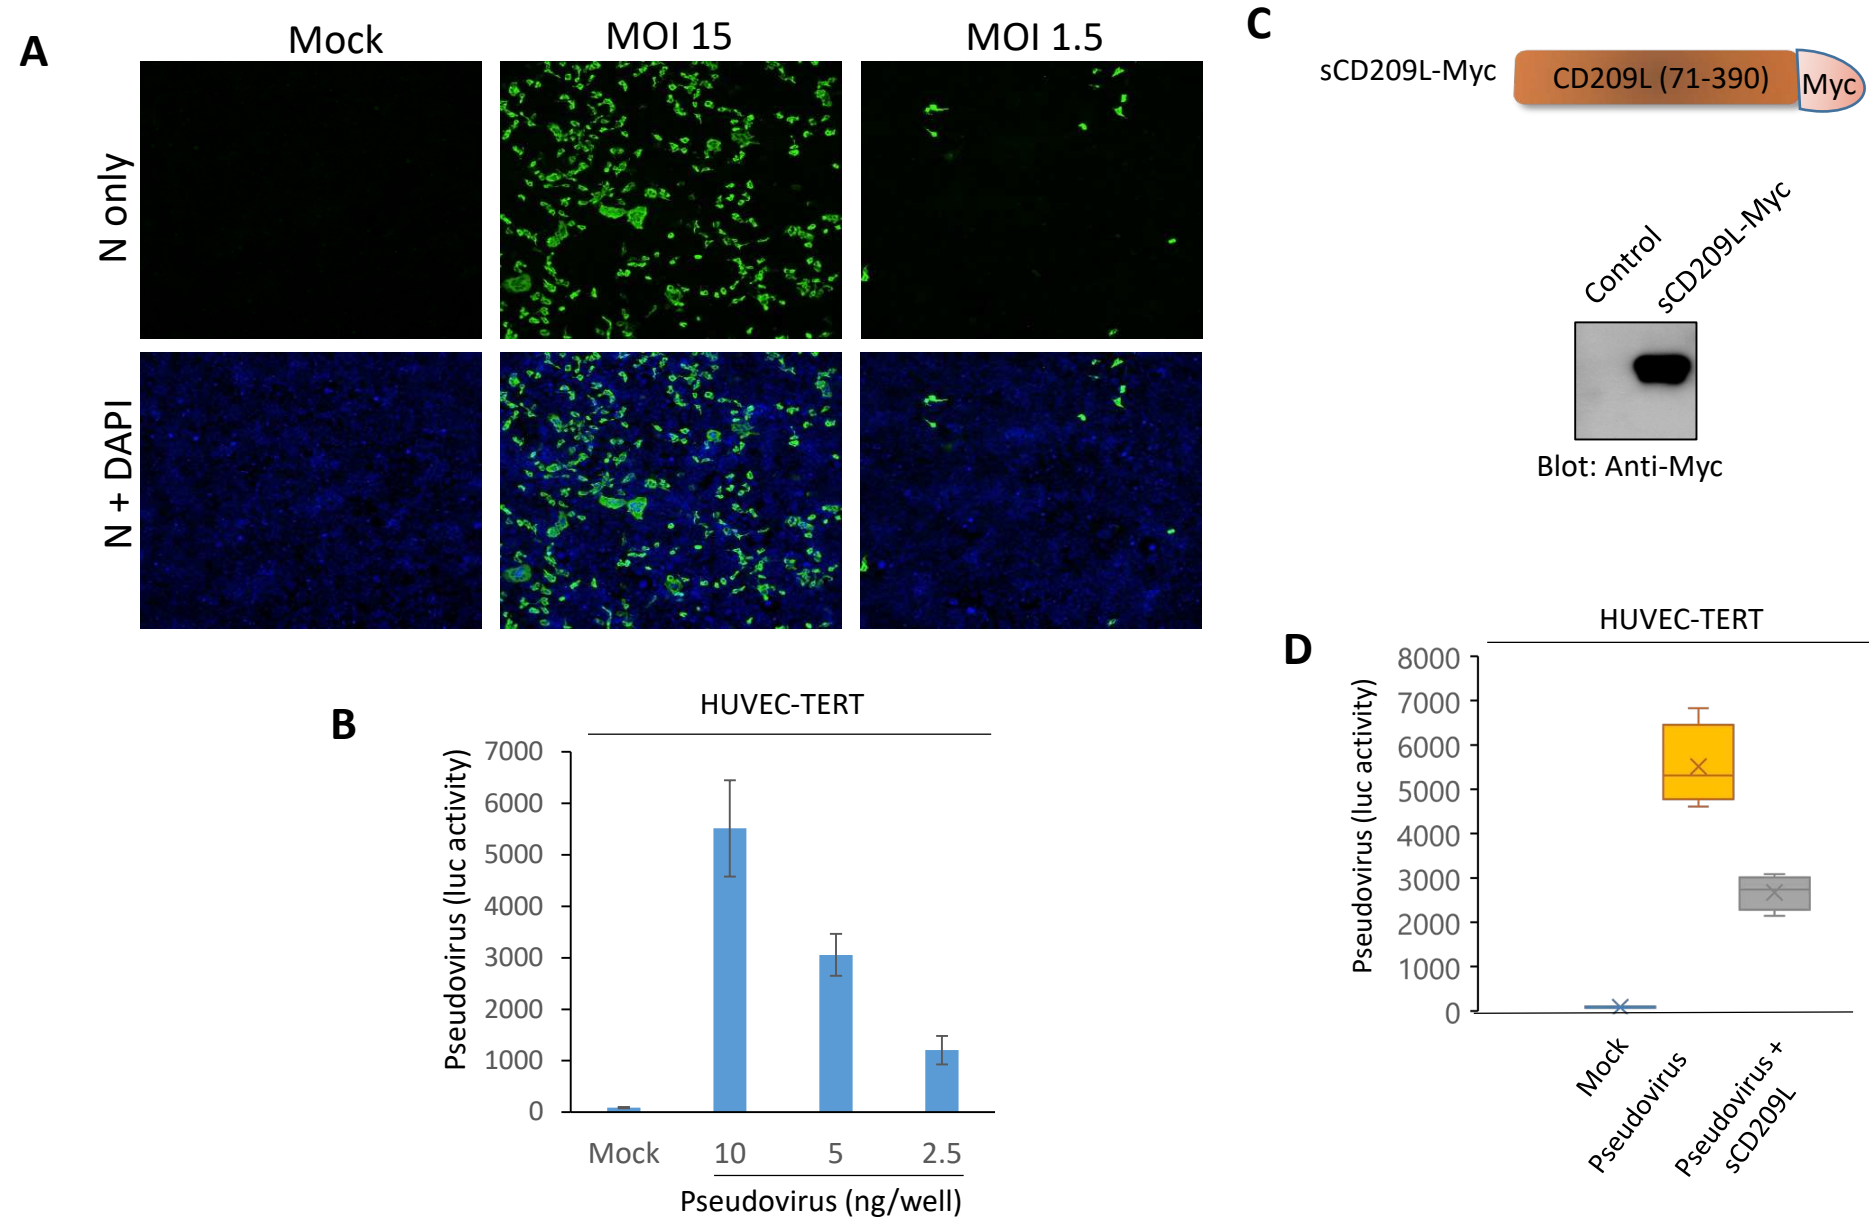 A
Mock
MOI 15
MOI 1.5
N only
N + DAPI
B
HUVEC-TERT
Pseudovirus (luc activity)
7000
6000
5000
4000
3000
2000
1000
0
Mock
10
5
2.5
Pseudovirus (ng/well)
C
sCD209L-Myc
CD209L (71-390)
Myc
Control
sCD209L-Myc
Blot: Anti-Myc
D
HUVEC-TERT
Pseudovirus (luc activity)
8000
7000
6000
5000
4000
3000
2000
1000
0
Mock
Pseudovirus
Pseudovirus +
sCD209L